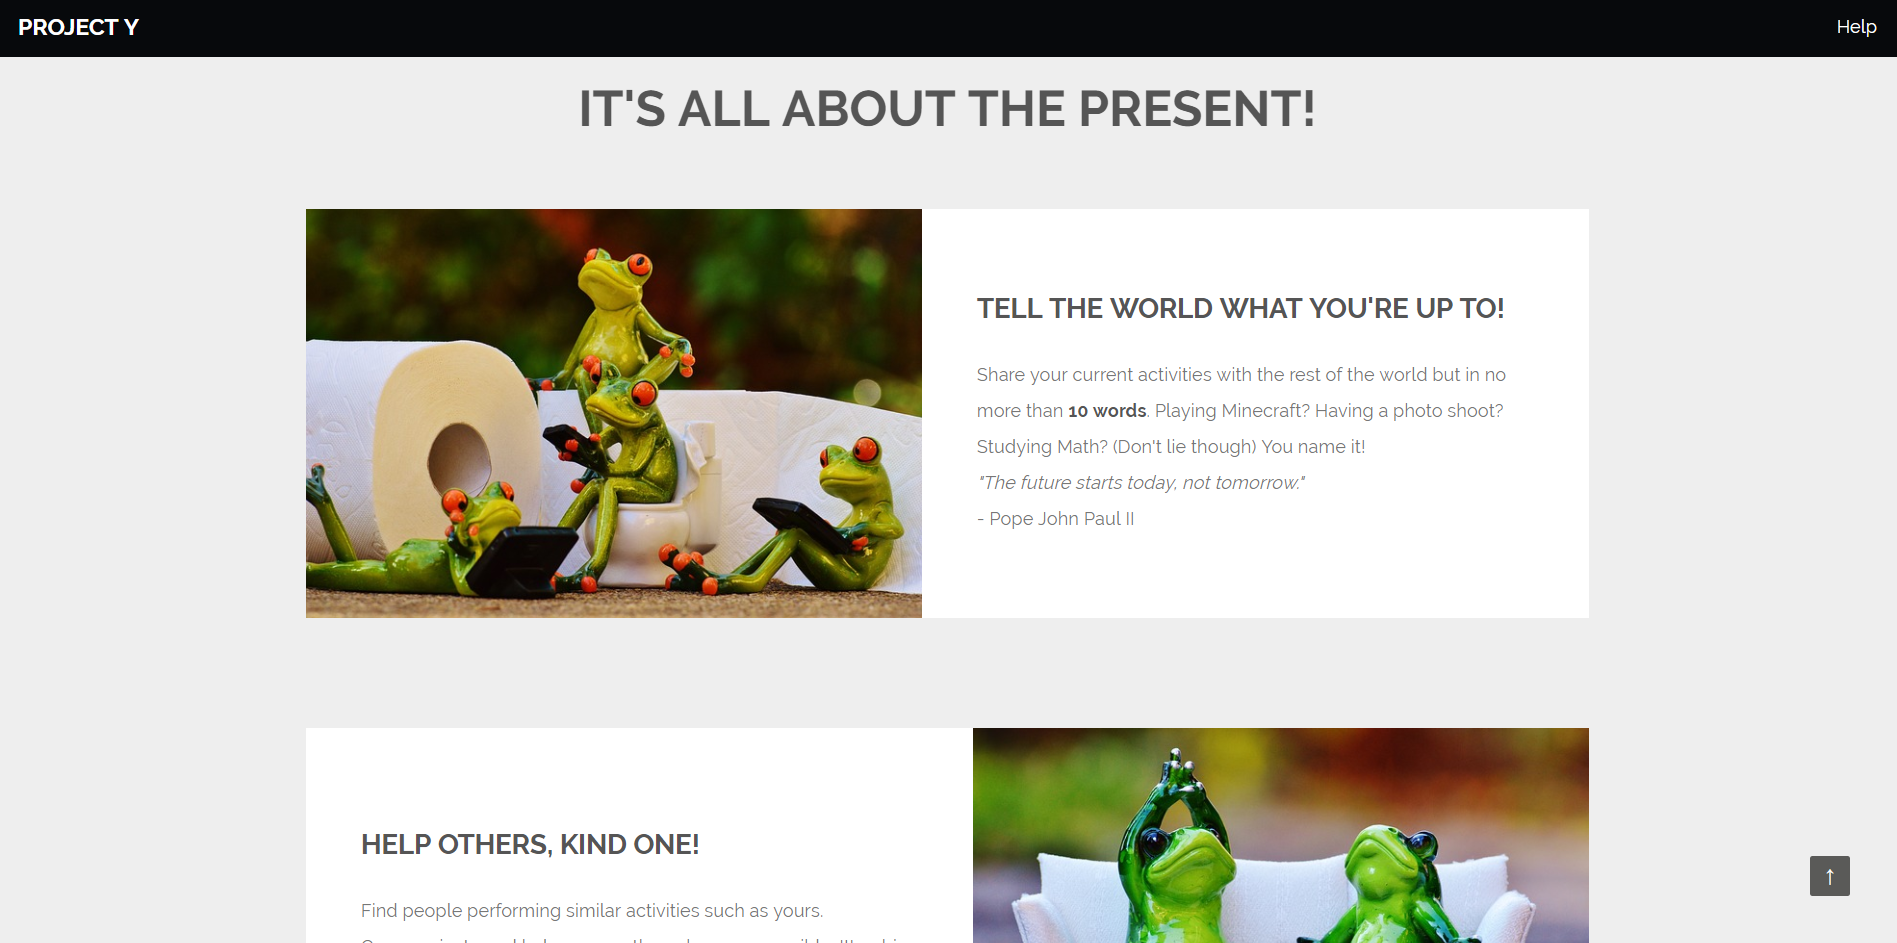 PROJECT Y
Help
IT'S ALL ABOUT THE PRESENT!
TELL THE WORLD WHAT YOU'RE UP TO!
Share your current activities with the rest of the world but in no
more than 10 words. Playing Minecraft? Having a photo shoot?
Studying Math? (Don't lie though) You name it!
"The future starts today, not tomorrow."
- Pope John Paul II
HELP OTHERS, KIND ONE!
Find people performing similar activities such as yours.
↑